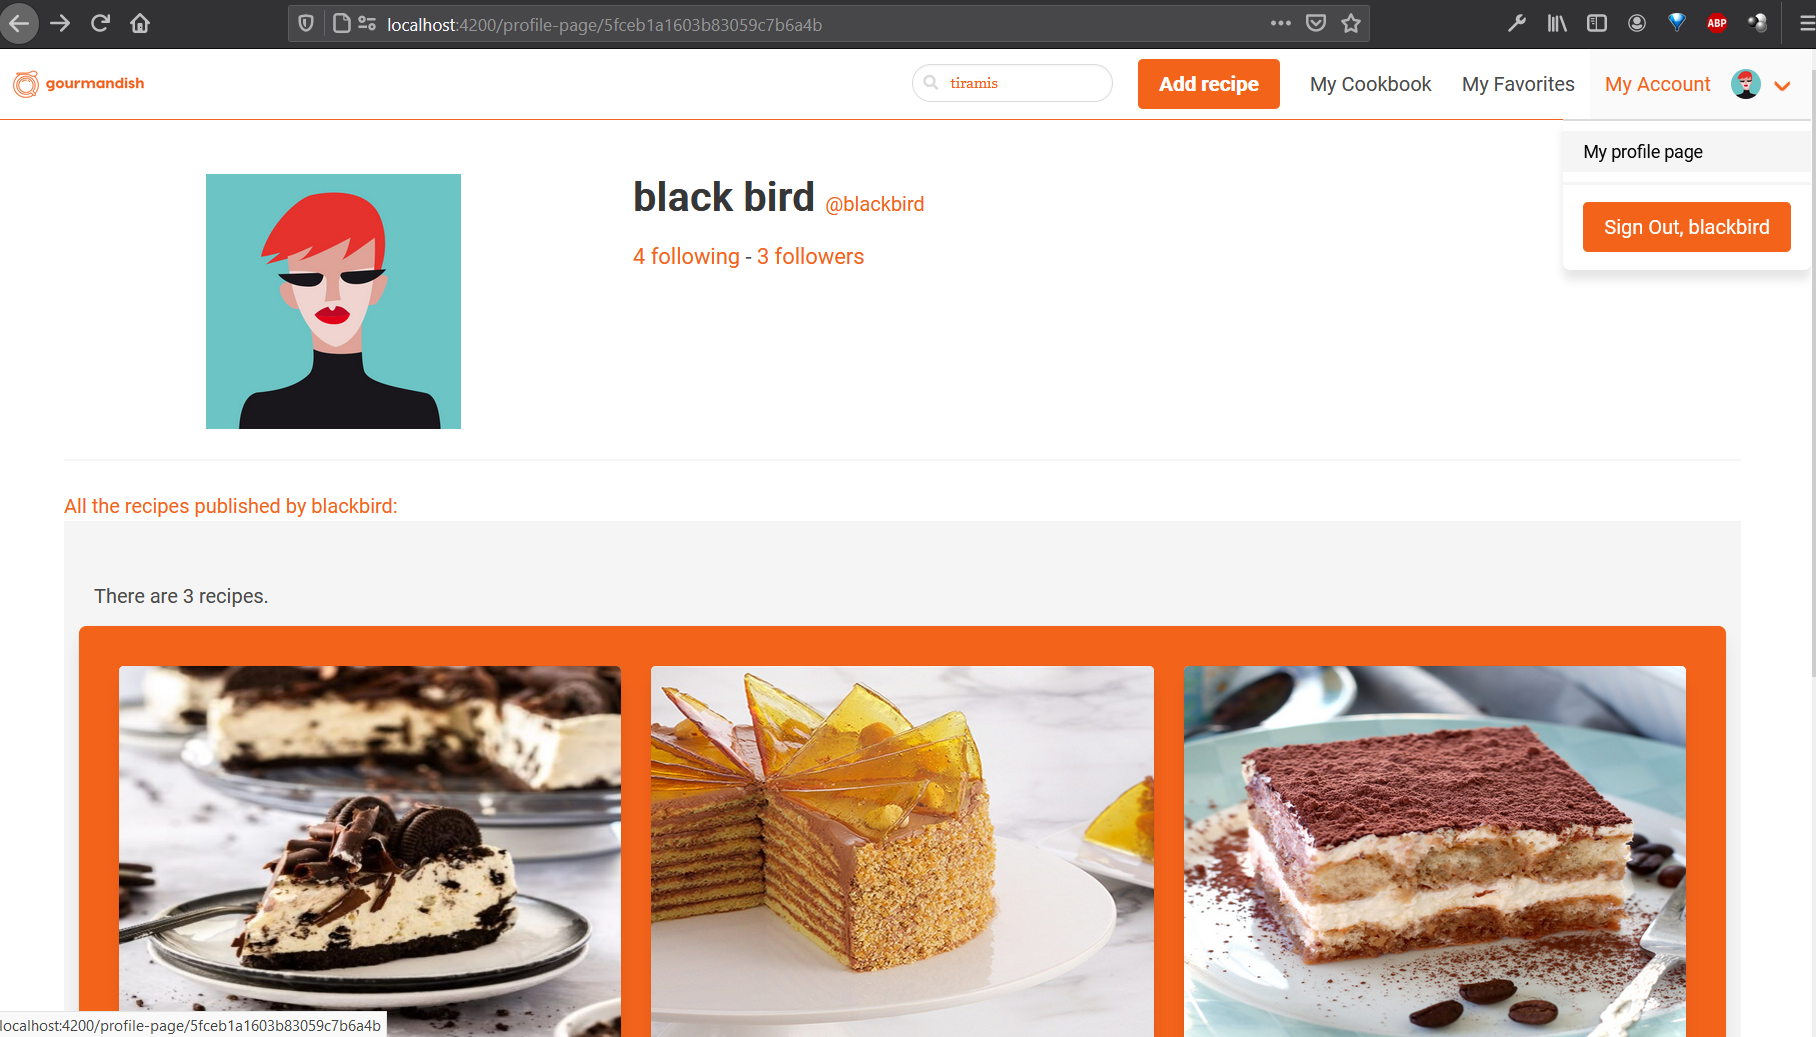 localhost:4200/profile-page/5fceb1a1603b83059c7b6a4b
ABP
gourmandish
tiramis
Add recipe
My Cookbook
My Favorites
My Account
My profile page
Sign Out, blackbird
black bird @blackbird
4 following - 3 followers
All the recipes published by blackbird:
There are 3 recipes.
localhost:4200/profile-page/5fceb1a1603b83059c7b6a4b